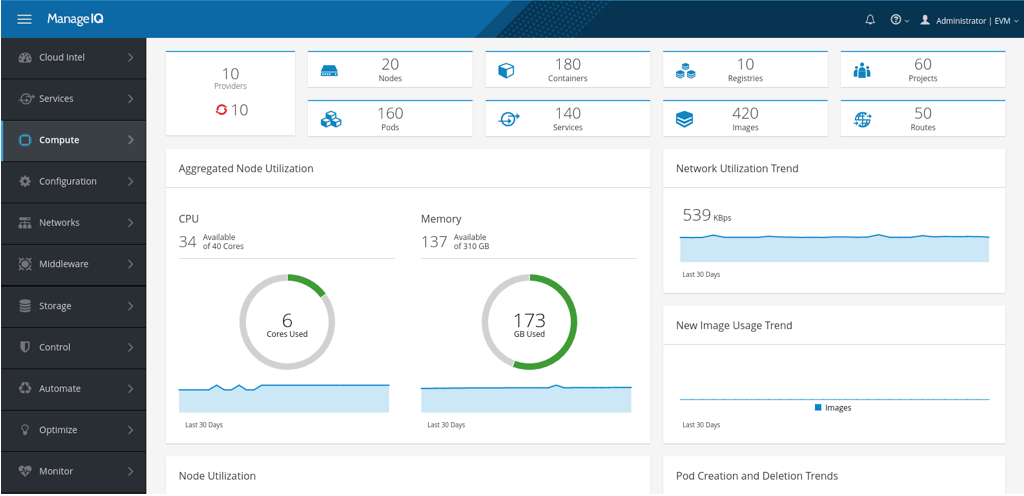 ManageIQ
Administrator | EVM
Cloud Intel
Services
Compute
Configuration
Networks
Middleware
Storage
Control
Automate
Optimize
Monitor
10
Providers
10
20
Nodes
180
Containers
10
Registries
60
Projects
160
Pods
140
Services
420
Images
50
Routes
Aggregated Node Utilization
CPU
34 Available
of 40 Cores
6
Cores Used
Last 30 Days
Memory
137 Available
of 310 GB
173
GB Used
Last 30 Days
Network Utilization Trend
539 KBps
Last 30 Days
New Image Usage Trend
Images
Last 30 Days
Node Utilization
Pod Creation and Deletion Trends